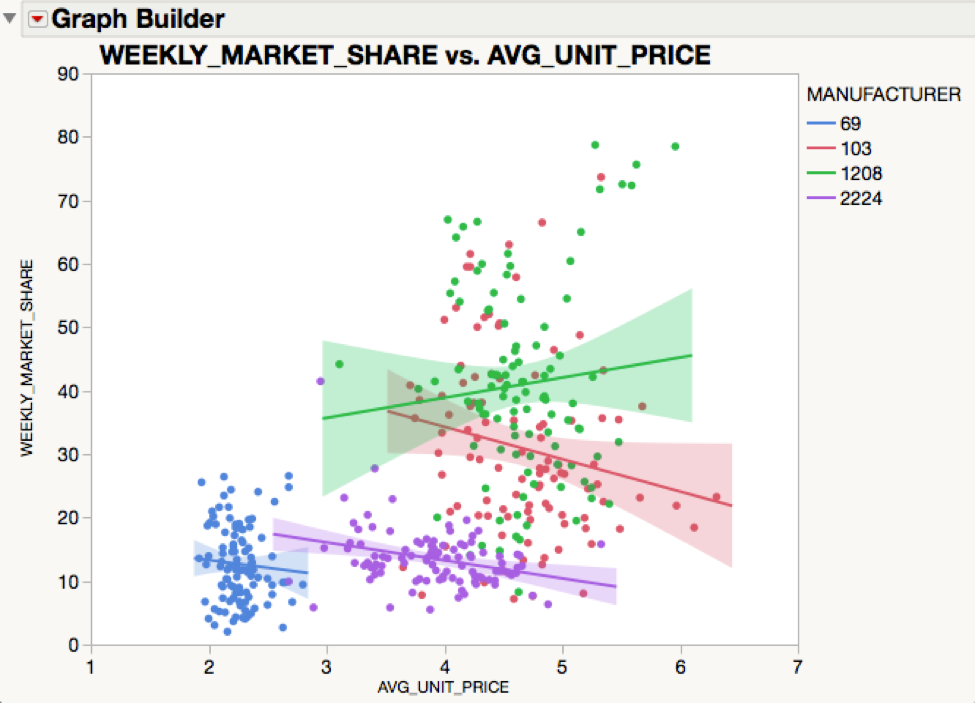 Graph Builder
WEEKLY_MARKET_SHARE vs. AVG_UNIT_PRICE
90
80
70
60
50
40
30
20
10
0
WEEKLY_MARKET_SHARE
1 2 3 4 5 6 7
AVG_UNIT_PRICE
MANUFACTURER
69
103
1208
2224